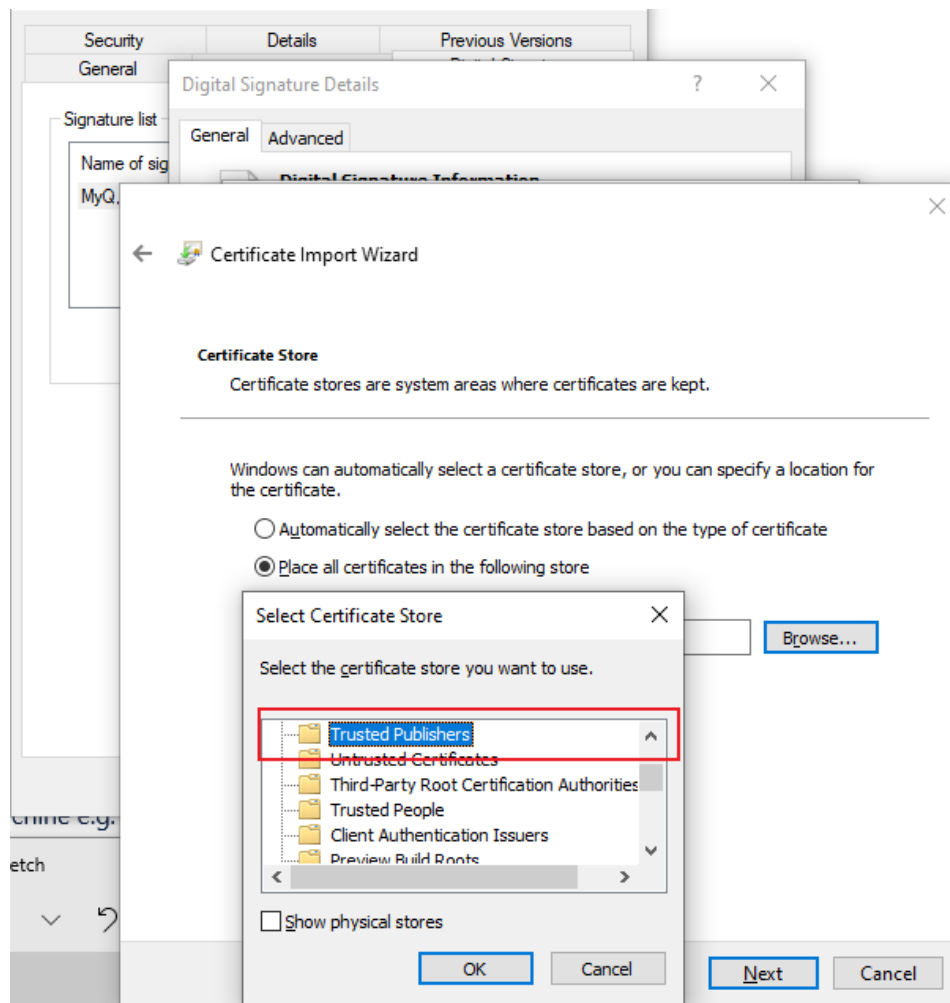 Security Details Previous Versions
General
Digital Signature Details ? 
Signature list
General Advanced
Name of sig
Digital Signature Information
MyQ,
Certificate Import Wizard
Certificate Store
Certificate stores are system areas where certificates are kept.
Windows can automatically select a certificate store, or you can specify a location for
the certificate.
Automatically select the certificate store based on the type of certificate
Place all certificates in the following store
Select Certificate Store
Browse...
Select the certificate store you want to use.
Trusted Publishers
Untrusted Certificates
Third-Party Root Certification Authorities
Trusted People
Client Authentication Issuers
Preview Build Roots
e.g.
etch
Show physical stores
OK Cancel
Next Cancel